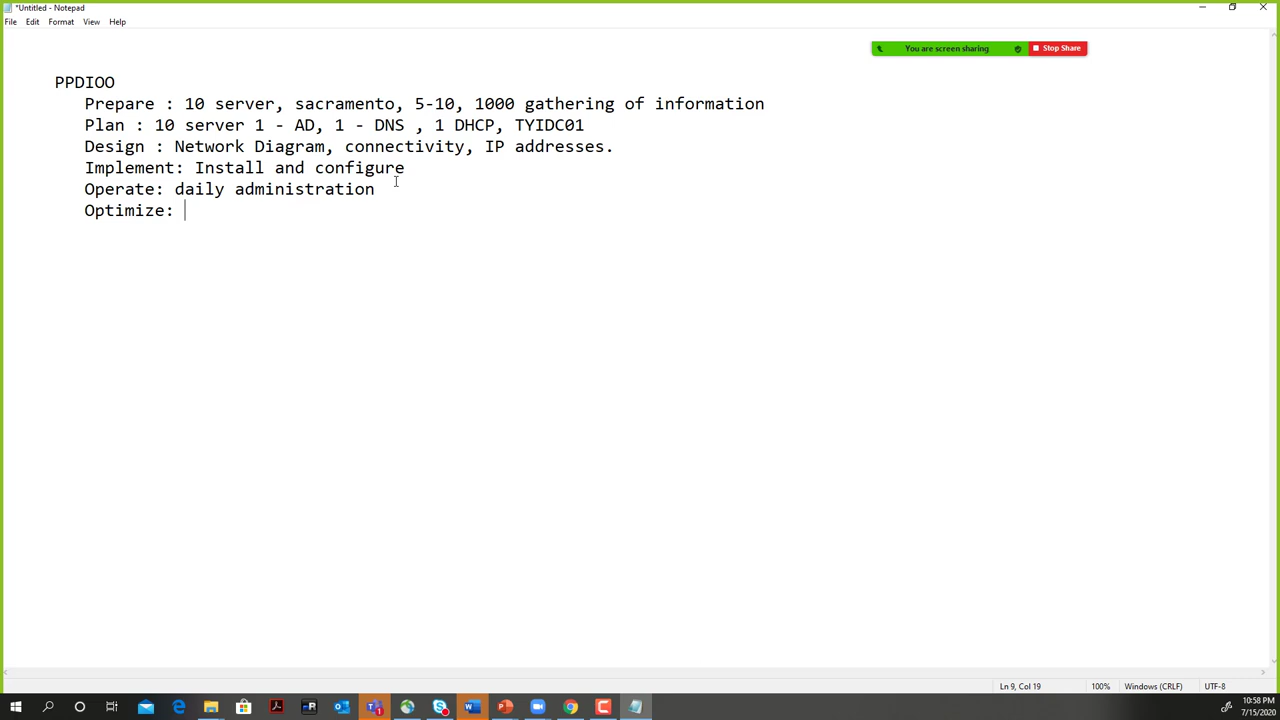 *Untitled - Notepad
File Edit Format View Help
You are screen sharing Stop Share
PPDIOO
Prepare : 10 server, sacramento, 5-10, 1000 gathering of information
Plan : 10 server 1 - AD, 1 - DNS , 1 DHCP, TYIDC01
Design : Network Diagram, connectivity, IP addresses.
Implement: Install and configure
Operate: daily administration
Optimize:
Ln 9, Col 19 100% Windows (CRLF) UTF-8
10:58 PM
7/15/2020